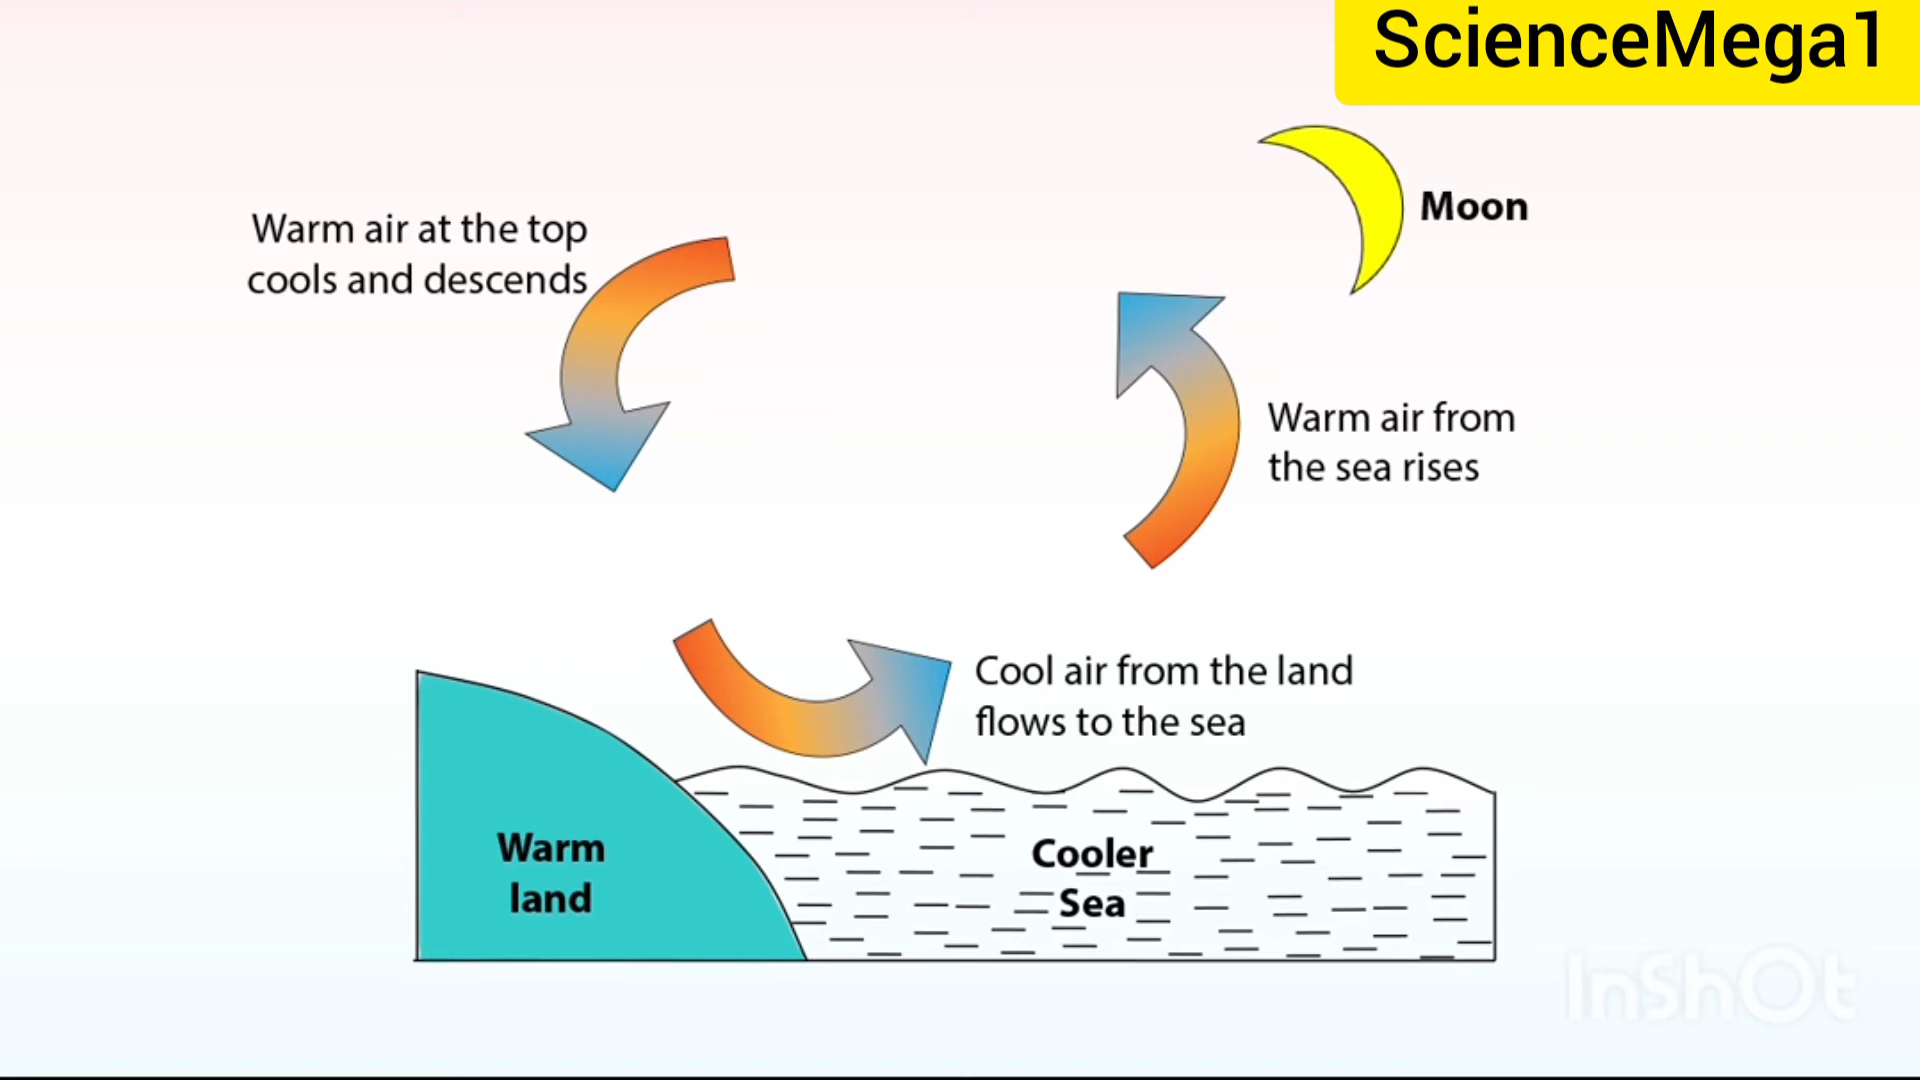 ScienceMega1
Moon
Warm air at the top
cools and descends
Warm air from
the sea rises
Cool air from the land
flows to the sea
Warm
land
Cooler
Sea
InShOt